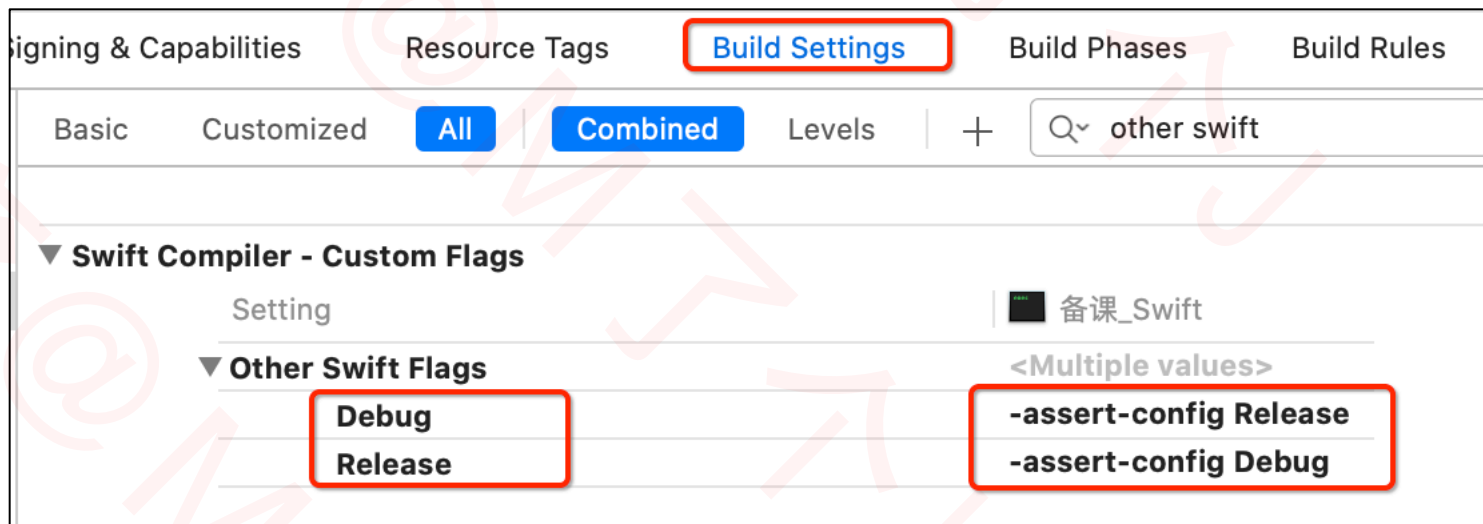 Signing & Capabilities Resource Tags Build Settings Build Phases Build Rules
Basic Customized All Combined Levels + other swift
Swift Compiler - Custom Flags
Setting 备课_Swift
Other Swift Flags <Multiple values>
Debug -assert-config Release
Release -assert-config Debug